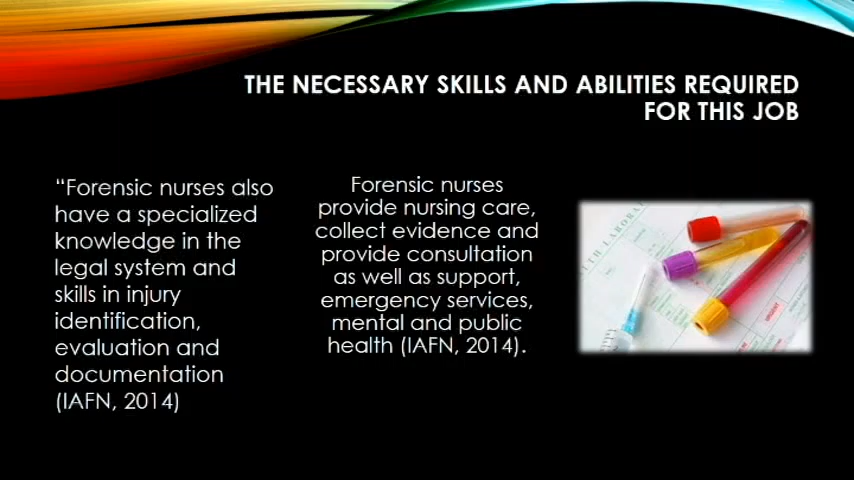 THE NECESSARY SKILLS AND ABILITIES REQUIRED
FOR THIS JOB
“Forensic nurses also
have a specialized
knowledge in the
legal system and
skills in injury
identification,
evaluation and
documentation
(IAFN, 2014)
Forensic nurses
provide nursing care,
collect evidence and
provide consultation
as well as support,
emergency services,
mental and public
health (IAFN, 2014).
URGENT